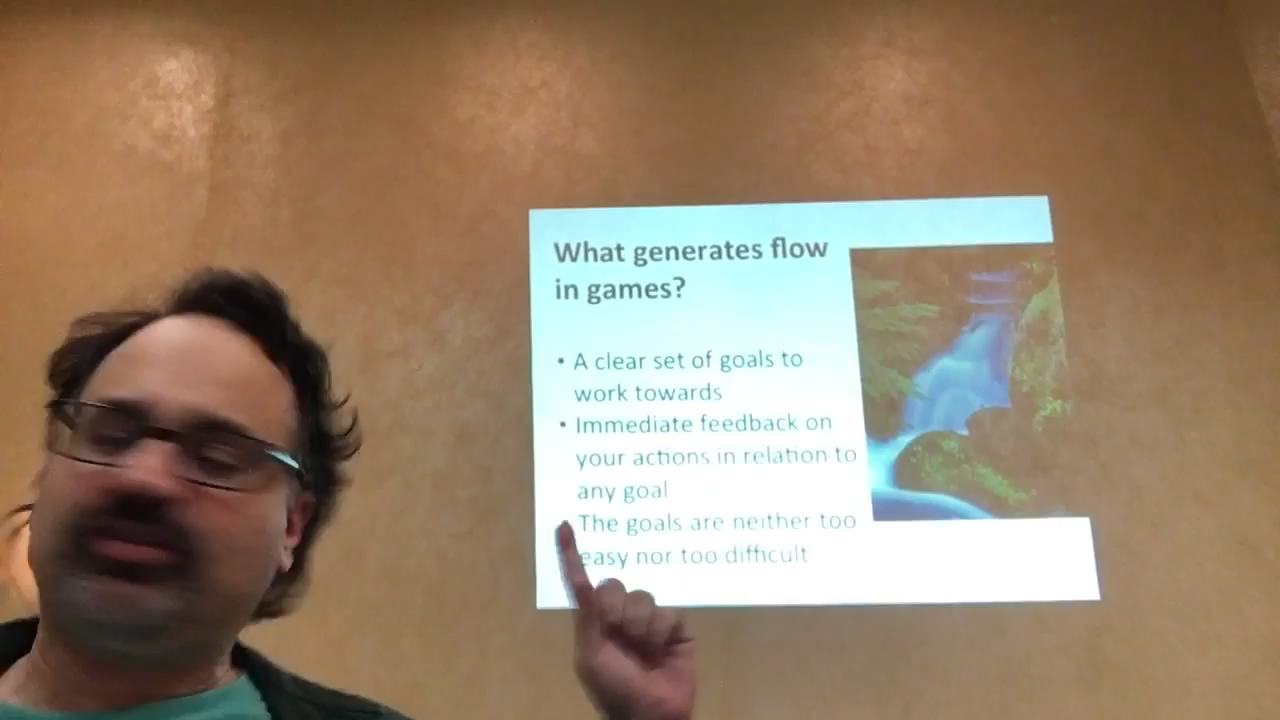 What generates flow
in games?
• A clear set of goals to
work towards
• Immediate feedback on
your actions in relation to
any goal
• The goals are neither too
easy nor too difficult